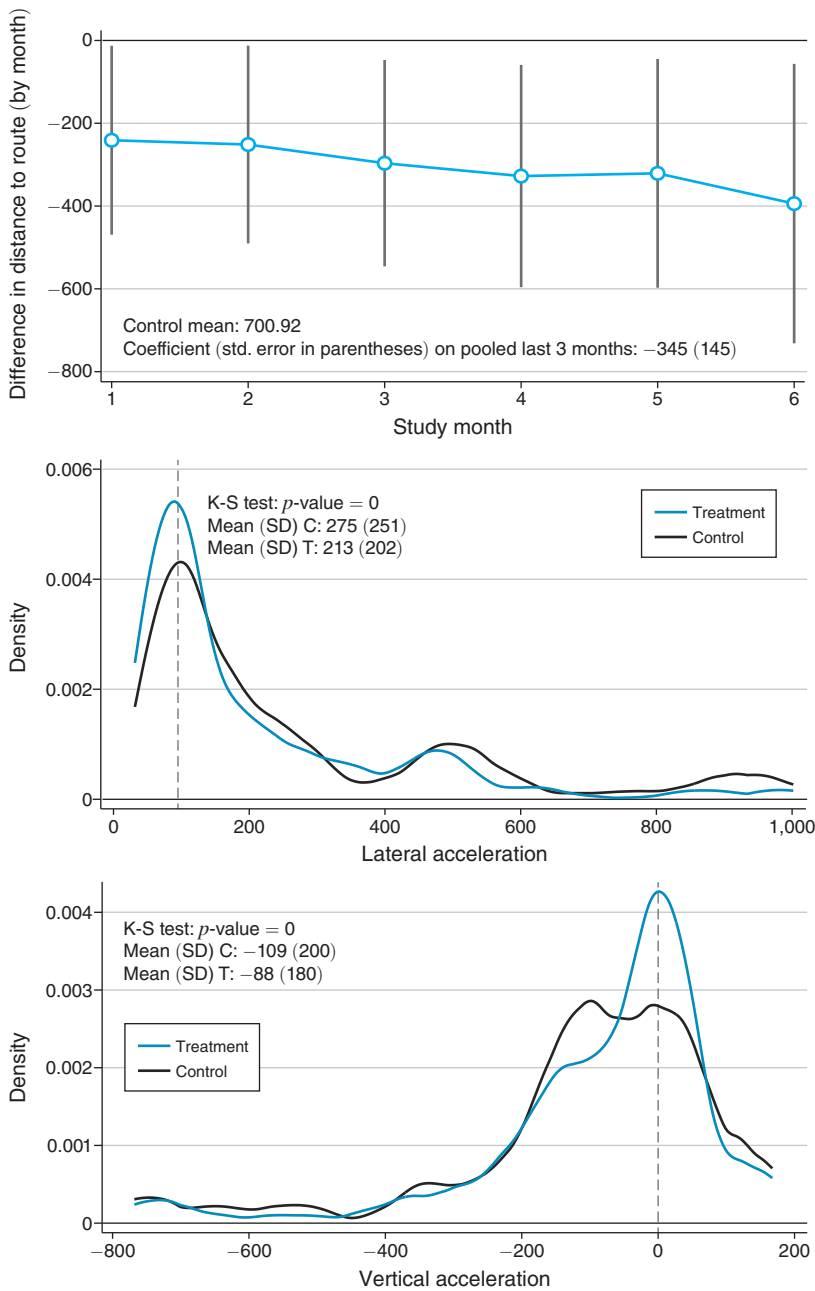 Difference in distance to route (by month)
0
−200
−400
−600
−800
Control mean: 700.92
Coefficient (std. error in parentheses) on pooled last 3 months: −345 (145)
1 2 3 4 5 6
Study month
Density
0.006
0.004
0.002
0
K-S test: p-value = 0
Mean (SD) C: 275 (251)
Mean (SD) T: 213 (202)
Treatment
Control
0 200 400 600 800 1,000
Lateral acceleration
Density
0.004
0.003
0.002
0.001
0
K-S test: p-value = 0
Mean (SD) C: −109 (200)
Mean (SD) T: −88 (180)
Treatment
Control
−800 −600 −400 −200 0 200
Vertical acceleration